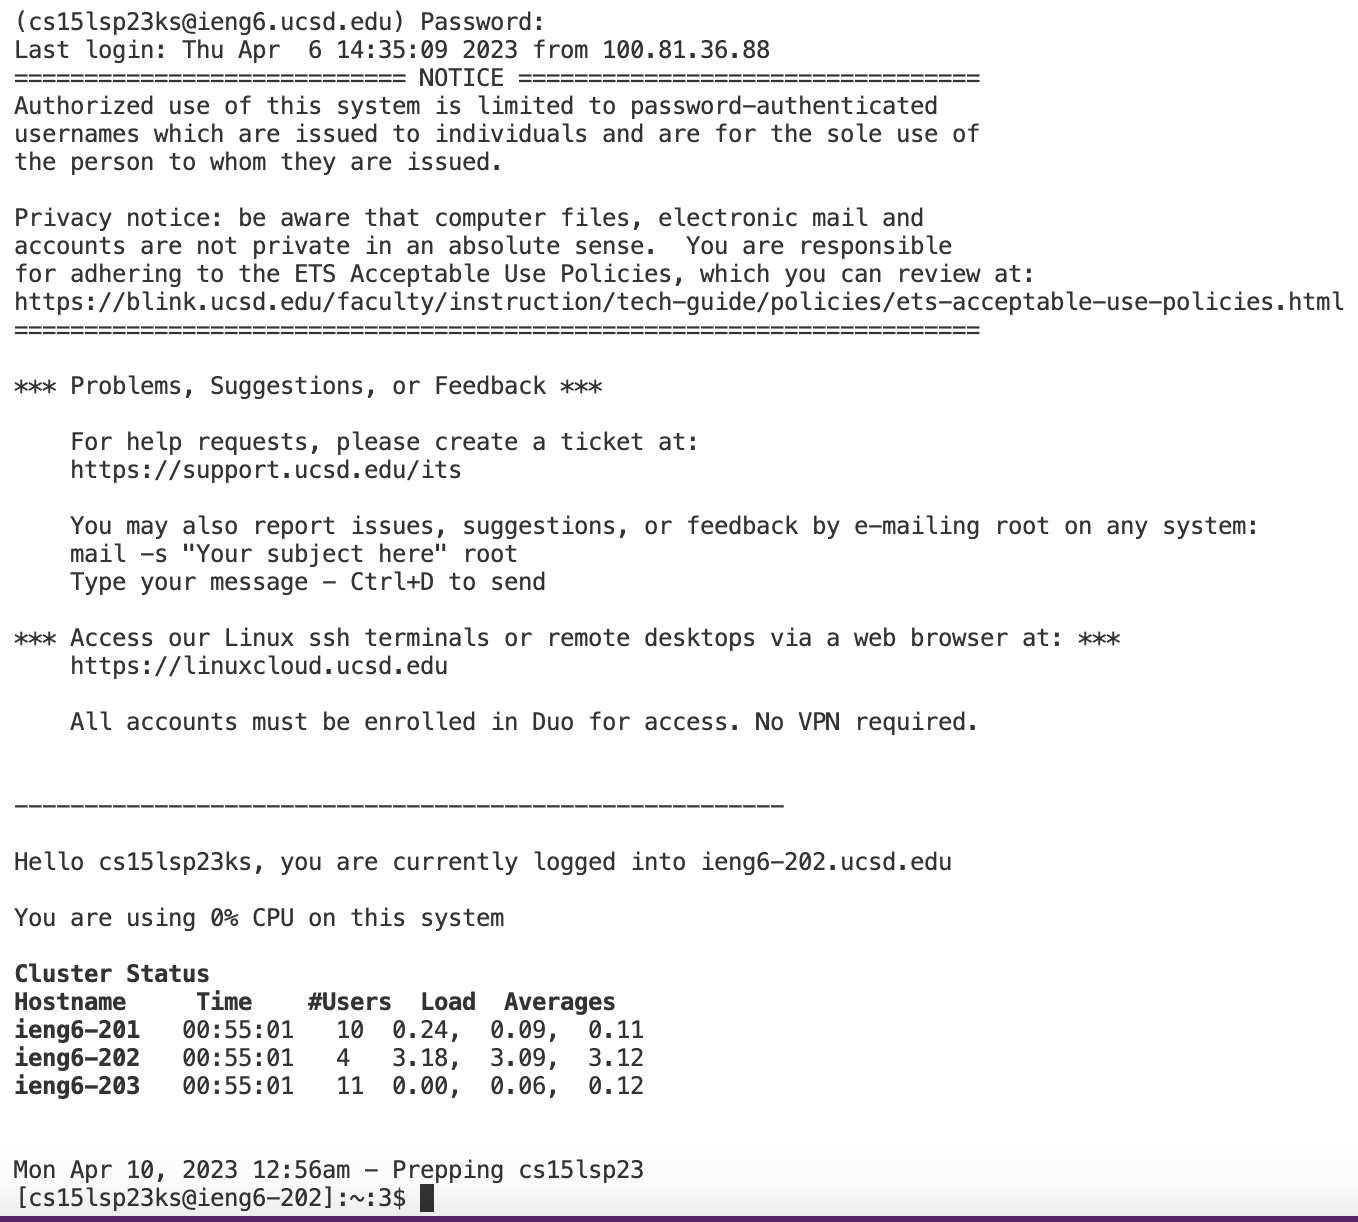 (cs15lsp23ks@ieng6.ucsd.edu) Password:
Last login: Thu Apr  6 14:35:09 2023 from 100.81.36.88
============================ NOTICE =================================
Authorized use of this system is limited to password-authenticated
usernames which are issued to individuals and are for the sole use of
the person to whom they are issued.

Privacy notice: be aware that computer files, electronic mail and
accounts are not private in an absolute sense.  You are responsible
for adhering to the ETS Acceptable Use Policies, which you can review at:
https://blink.ucsd.edu/faculty/instruction/tech-guide/policies/ets-acceptable-use-policies.html
=====================================================================

*** Problems, Suggestions, or Feedback ***

    For help requests, please create a ticket at:
    https://support.ucsd.edu/its

    You may also report issues, suggestions, or feedback by e-mailing root on any system:
    mail -s "Your subject here" root
    Type your message - Ctrl+D to send

*** Access our Linux ssh terminals or remote desktops via a web browser at: ***
    https://linuxcloud.ucsd.edu

    All accounts must be enrolled in Duo for access. No VPN required.


-------------------------------------------------------

Hello cs15lsp23ks, you are currently logged into ieng6-202.ucsd.edu

You are using 0% CPU on this system

Cluster Status
Hostname     Time    #Users  Load  Averages
ieng6-201   00:55:01   10  0.24,  0.09,  0.11
ieng6-202   00:55:01   4   3.18,  3.09,  3.12
ieng6-203   00:55:01   11  0.00,  0.06,  0.12


Mon Apr 10, 2023 12:56am - Prepping cs15lsp23
[cs15lsp23ks@ieng6-202]:~:3$